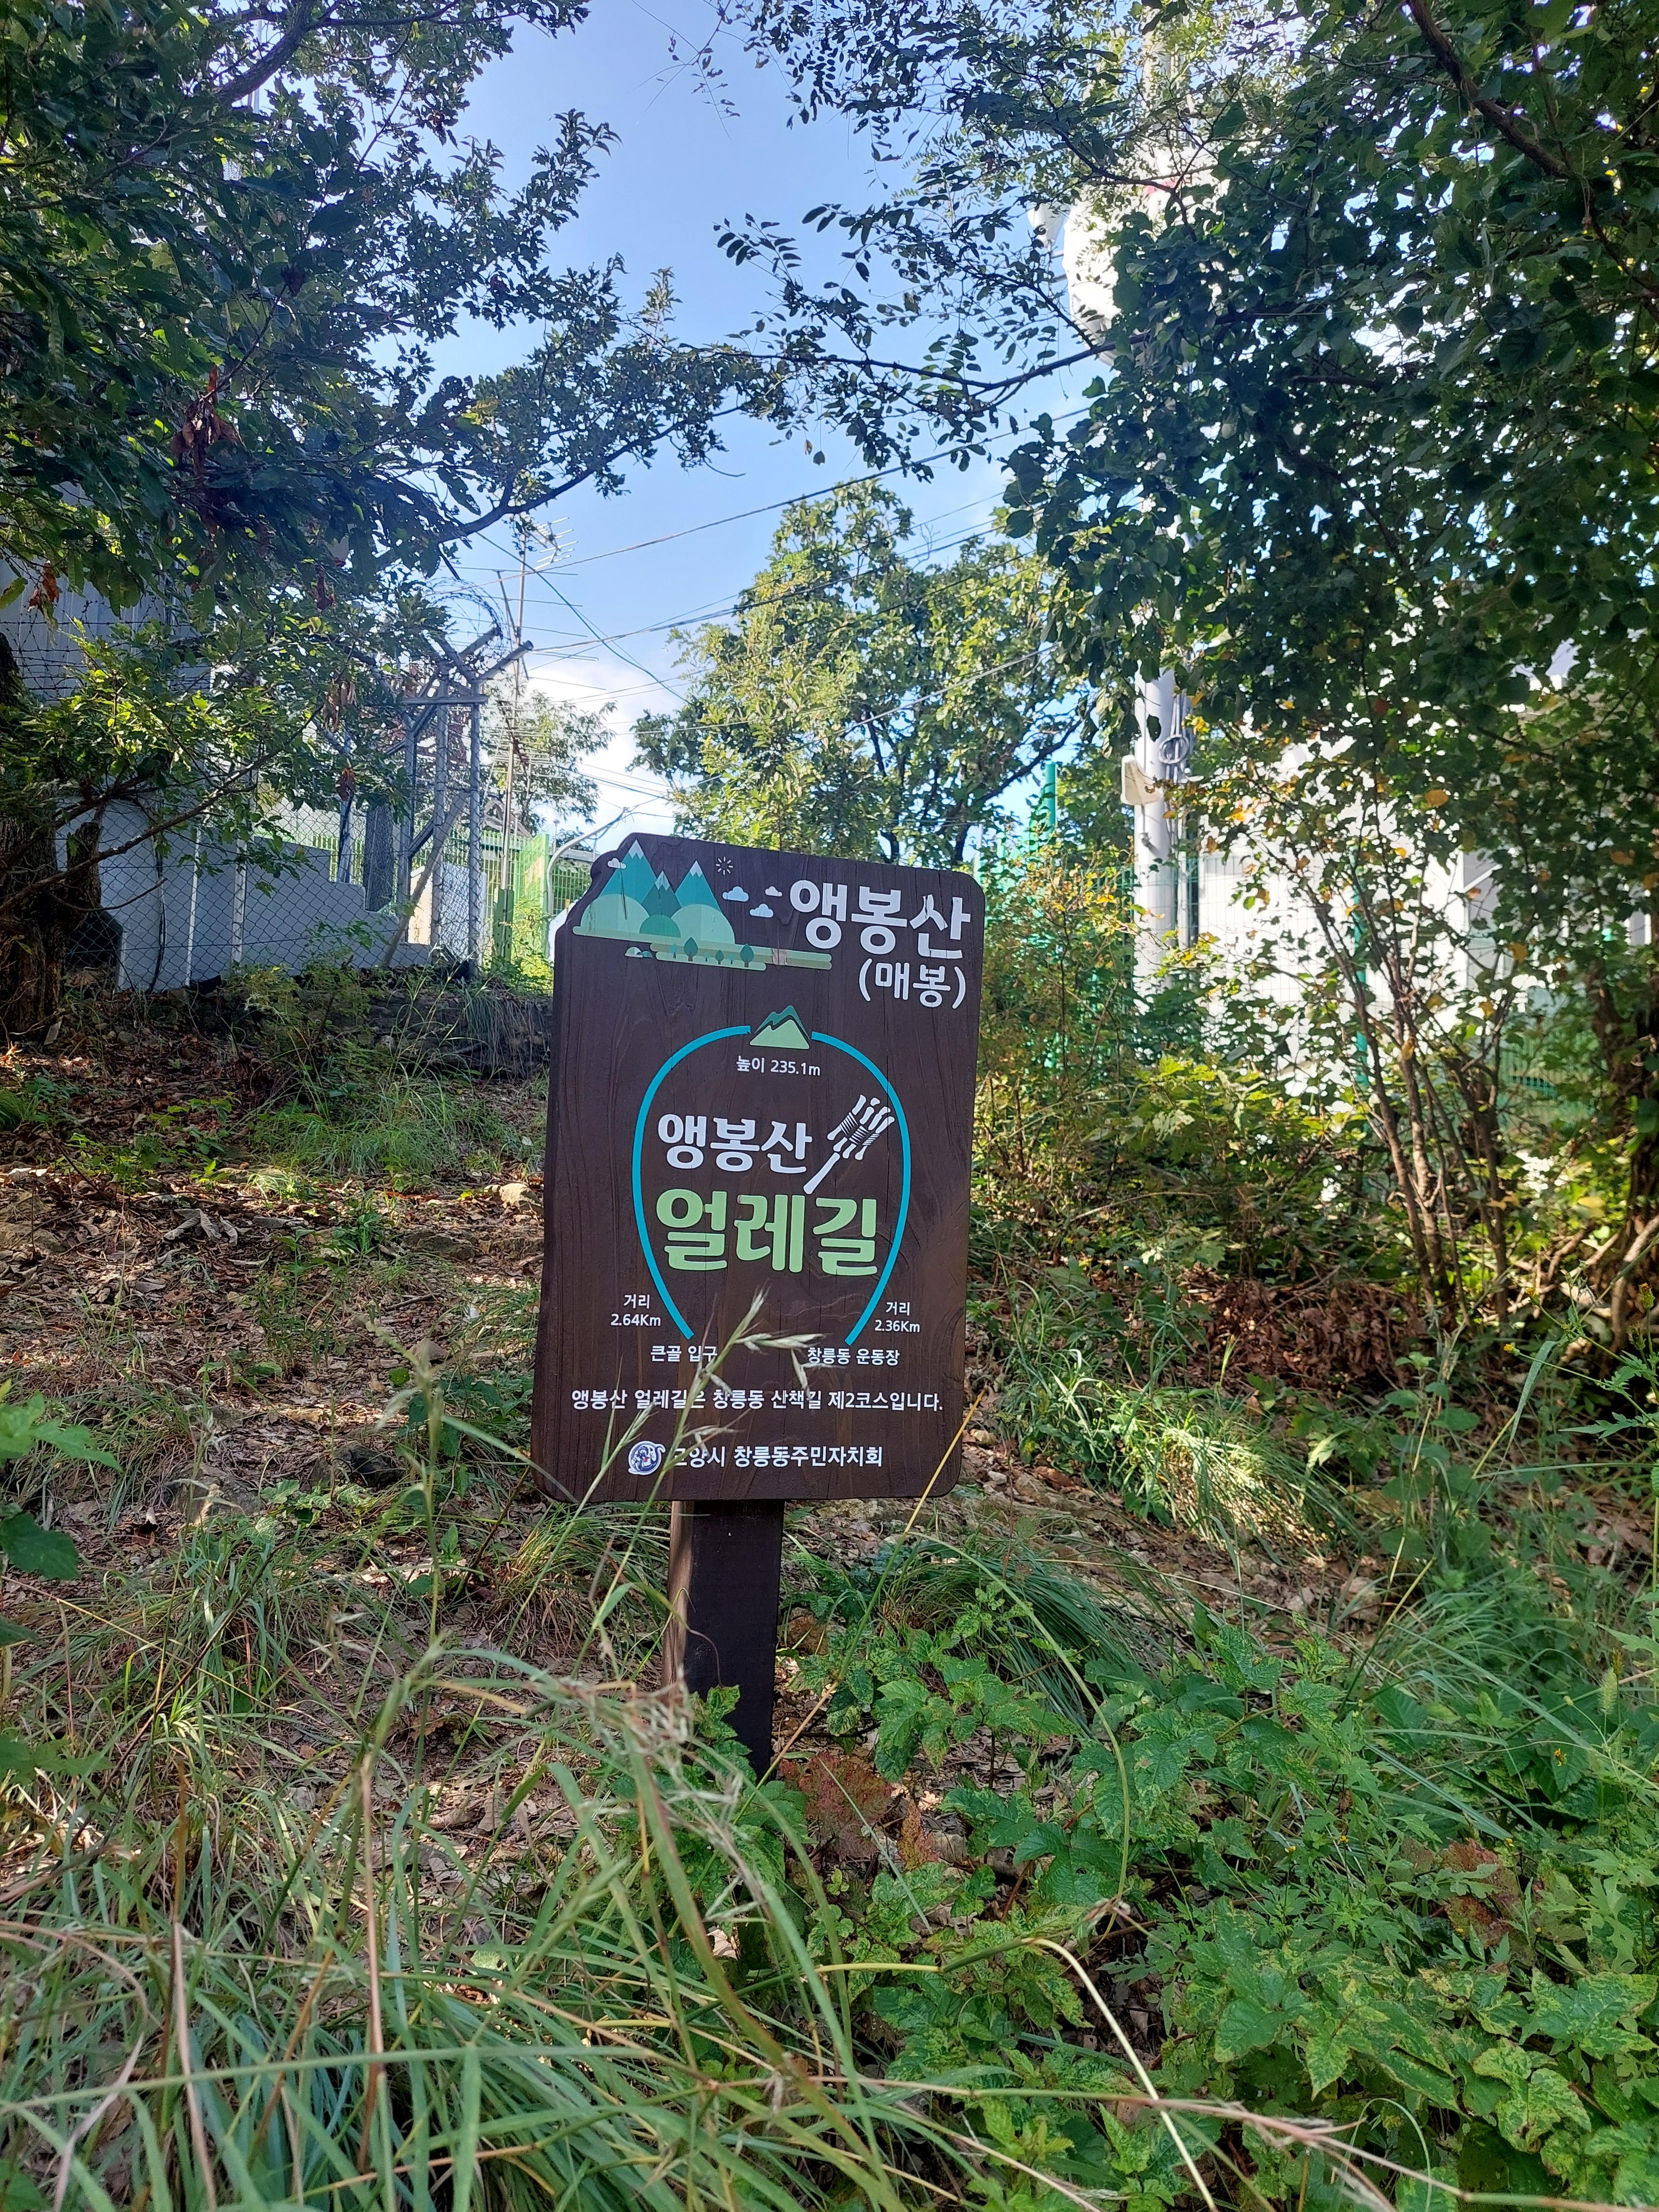 앵봉산
(매봉)
높이 235.1m
앵봉산
얼레길
거리
2.64Km
거리
2.36Km
큰골 입구
창릉동 운동장
앵봉산 얼레길은 창릉동 산책길 제2코스입니다.
고양시 창릉동주민자치회